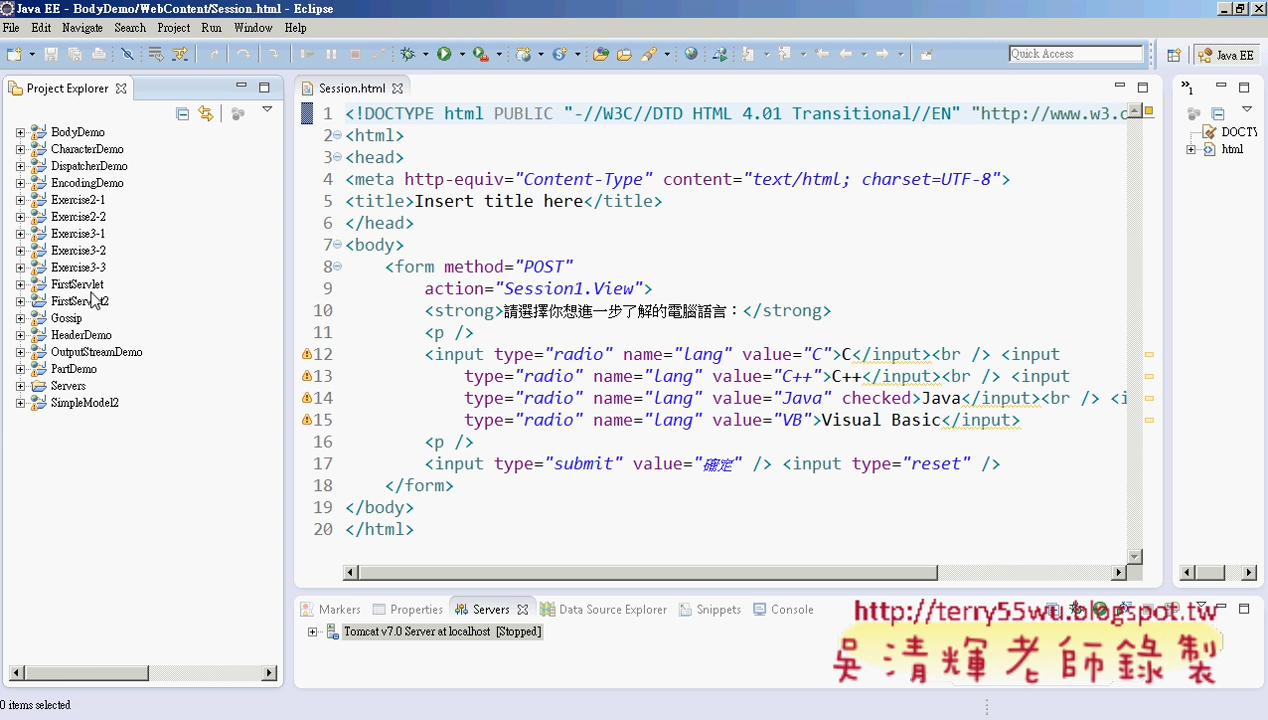 Java EE - BodyDemo/WebContent/Session.html - Eclipse
File Edit Navigate Search Project Run Window Help
Quick Access
Java EE
Project Explorer
Session.html
BodyDemo
CharacterDemo
DispatcherDemo
EncodingDemo
Exercise2-1
Exercise2-2
Exercise3-1
Exercise3-2
Exercise3-3
FirstServlet
FirstServlet2
Gossip
HeaderDemo
OutputStreamDemo
PartDemo
Servers
SimpleModel2
1 <!DOCTYPE html PUBLIC "-//W3C//DTD HTML 4.01 Transitional//EN" "http://www.w3.c
2 <html>
3 <head>
4 <meta http-equiv="Content-Type" content="text/html; charset=UTF-8">
5 <title>Insert title here</title>
6 </head>
7 <body>
8 <form method="POST"
9 action="Session1.View">
10 <strong>請選擇你想進一步了解的電腦語言：</strong>
11 <p />
12 <input type="radio" name="lang" value="C">C</input><br /> <input
13 type="radio" name="lang" value="C++">C++</input><br /> <input
14 type="radio" name="lang" value="Java" checked>Java</input><br /> <i
15 type="radio" name="lang" value="VB">Visual Basic</input>
16 <p />
17 <input type="submit" value="確定" /> <input type="reset" />
18 </form>
19 </body>
20 </html>
»1
DOCTY
html
Markers Properties Servers Data Source Explorer Snippets Console
Tomcat v7.0 Server at localhost [Stopped]
http://terry55wu.blogspot.tw
吳清輝老師錄製
0 items selected